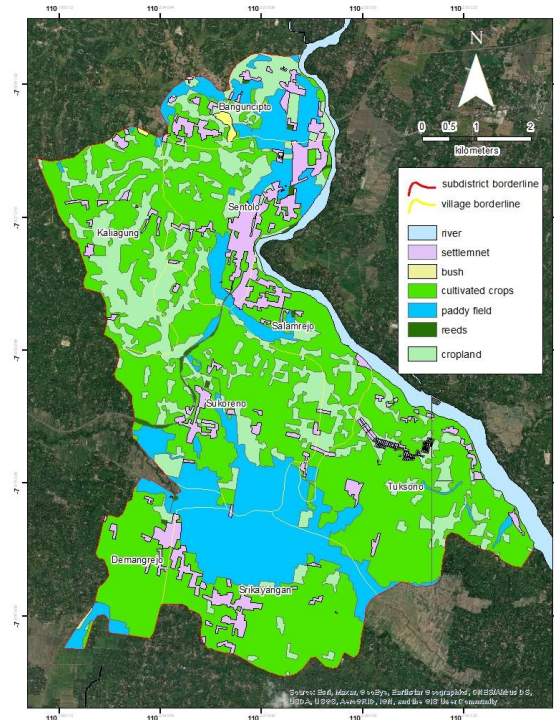 N
0 0.5 1 2
kilometers
subdistrict borderline
village borderline
river
settlemnet
bush
cultivated crops
paddy field
reeds
cropland
Banguncipto
Sentolo
Kaliagung
Salamrejo
Sukoreno
Tuksono
Demangrejo
Srikayangan
Sources: Esri, Maxar, GeoEye, Earthstar Geographics, CNES/Airbus DS,
USDA, USGS, AeroGRID, IGN, and the GIS User Community